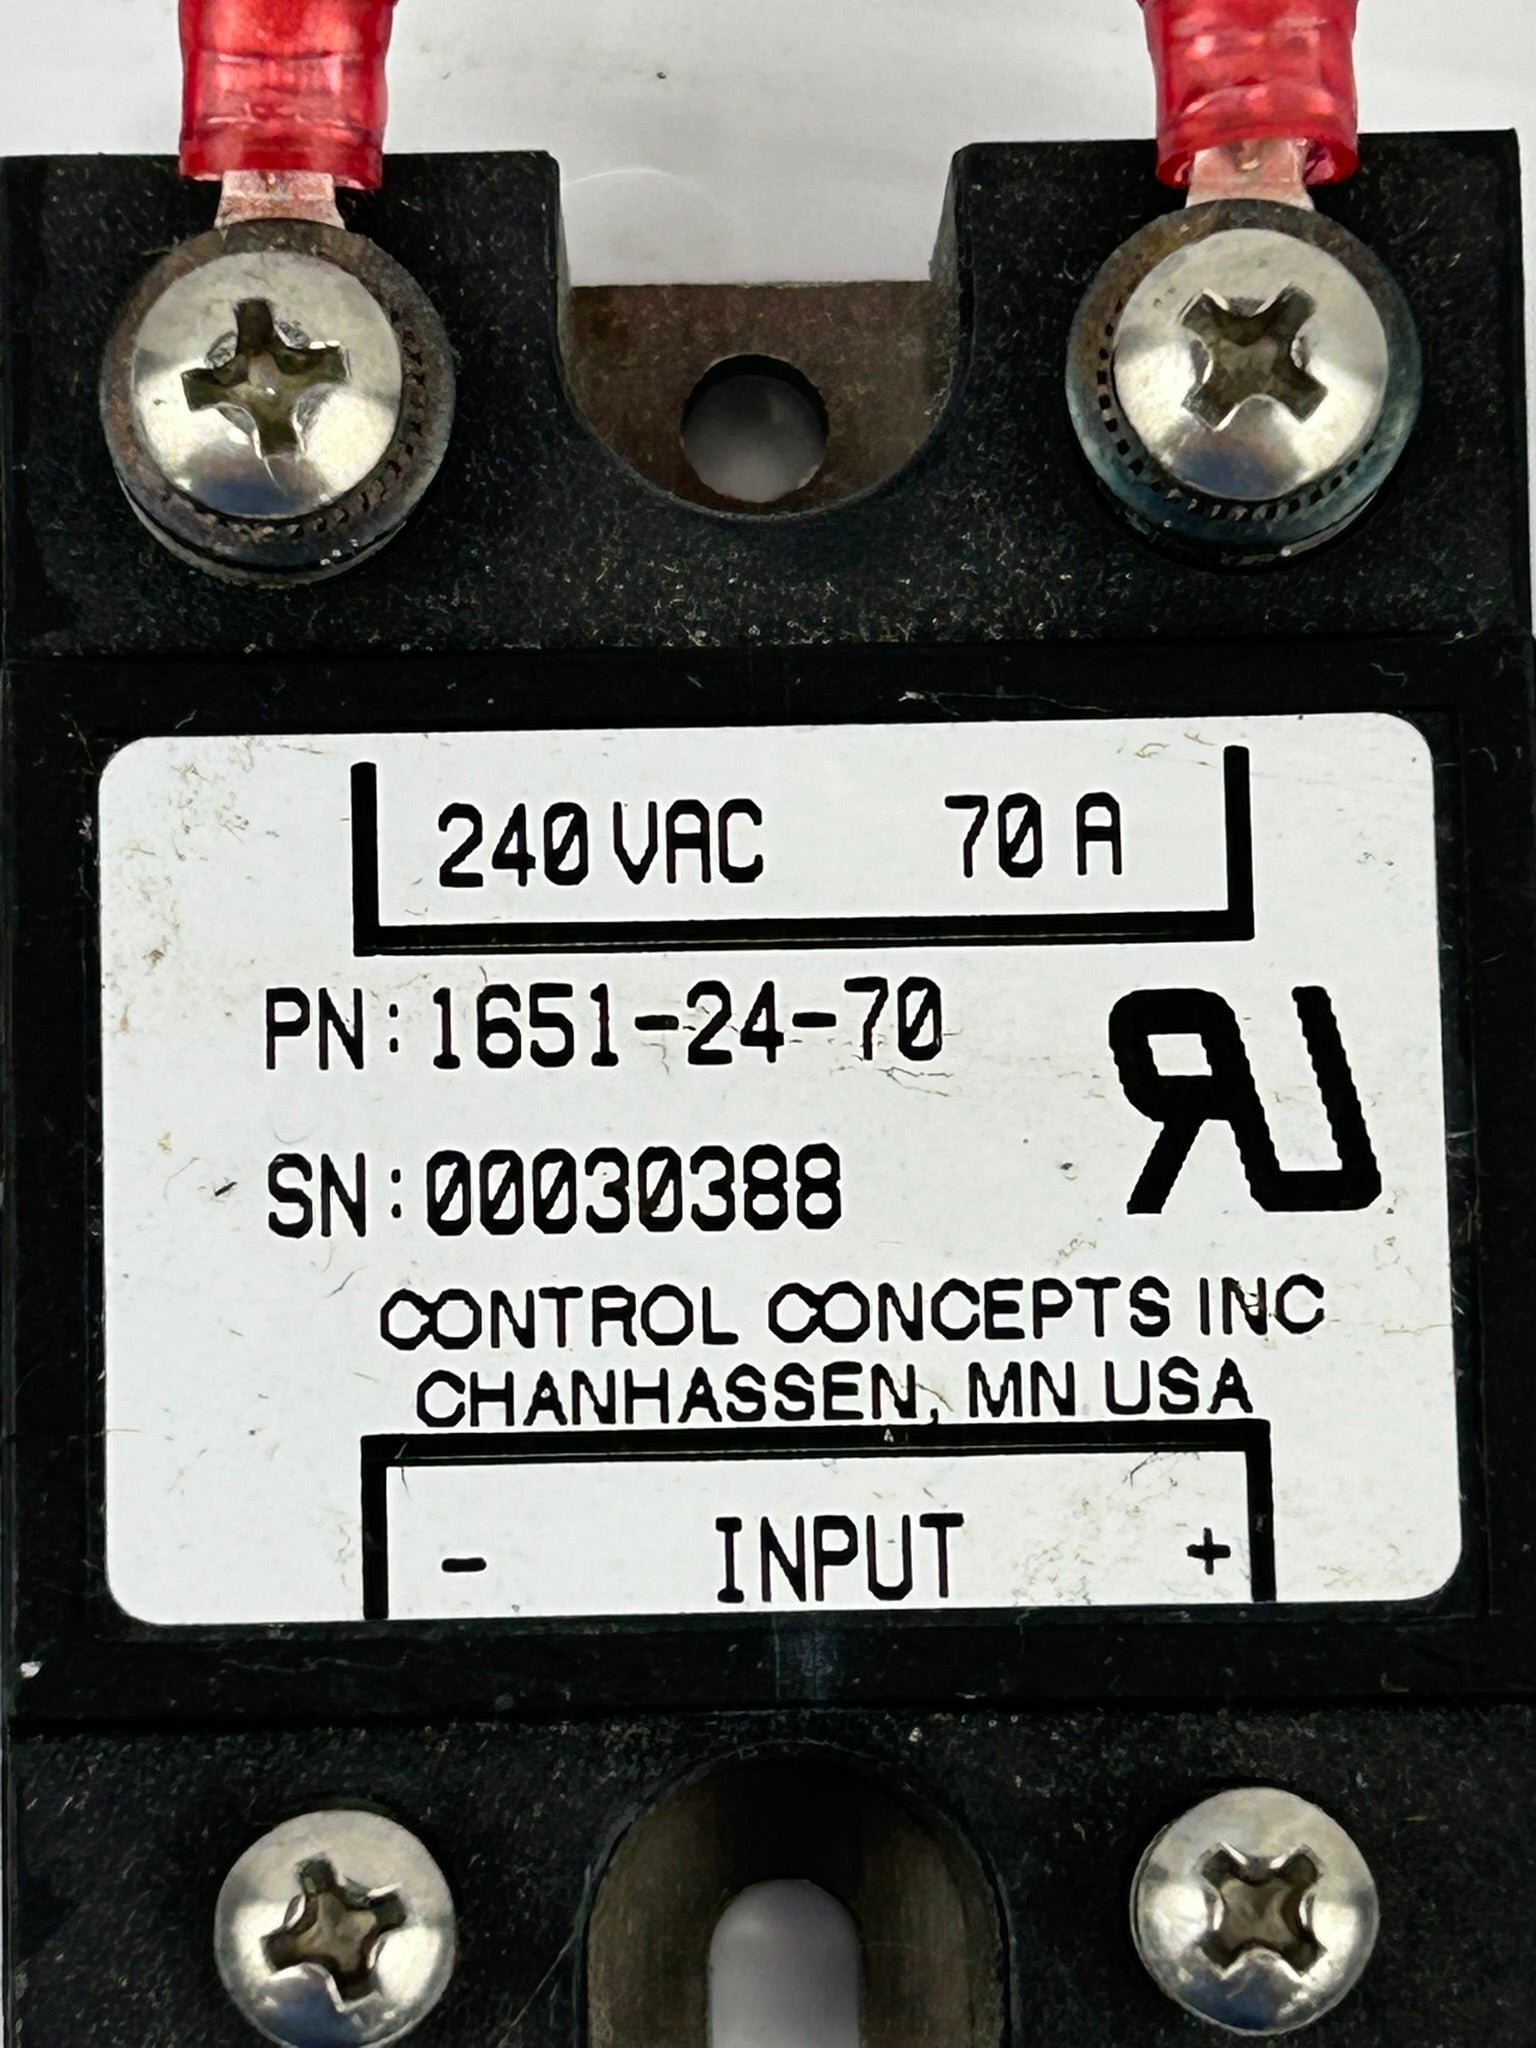 240 VAC 70 A
PN:1651-24-70
SN:00030388
CONTROL CONCEPTS INC
CHANHASSEN, MN USA
- INPUT +